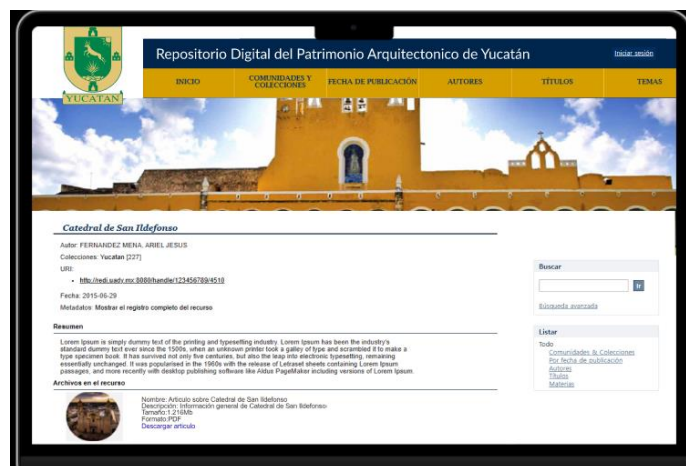 YUCATAN
Repositorio Digital del Patrimonio Arquitectonico de Yucatán
Iniciar sesión
INICIO
COMUNIDADES Y COLECCIONES
FECHA DE PUBLICACIÓN
AUTORES
TÍTULOS
TEMAS
Catedral de San Ildefonso
Autor: FERNANDEZ MENA, ARIEL JESUS
Colecciones: Yucatan [227]
URI:
http://redi.uady.mx:8080/handle/123456789/4510
Fecha: 2015-06-29
Metadatos: Mostrar el registro completo del recurso
Resumen
Lorem Ipsum is simply dummy text of the printing and typesetting industry. Lorem Ipsum has been the industry's
standard dummy text ever since the 1500s, when an unknown printer took a galley of type and scrambled it to make a
type specimen book. It has survived not only five centuries, but also the leap into electronic typesetting, remaining
essentially unchanged. It was popularised in the 1960s with the release of Letraset sheets containing Lorem Ipsum
passages, and more recently with desktop publishing software like Aldus PageMaker including versions of Lorem Ipsum.
Archivos en el recurso
Nombre: Articulo sobre Catedral de San Ildefonso
Descripción: Información general de Catedral de San Ildefonso-
Tamaño:1.216Mb
Formato:PDF
Descargar artículo
Buscar
Ir
Búsqueda avanzada
Listar
Todo
Comunidades & Colecciones
Por fecha de publicación
Autores
Títulos
Materias